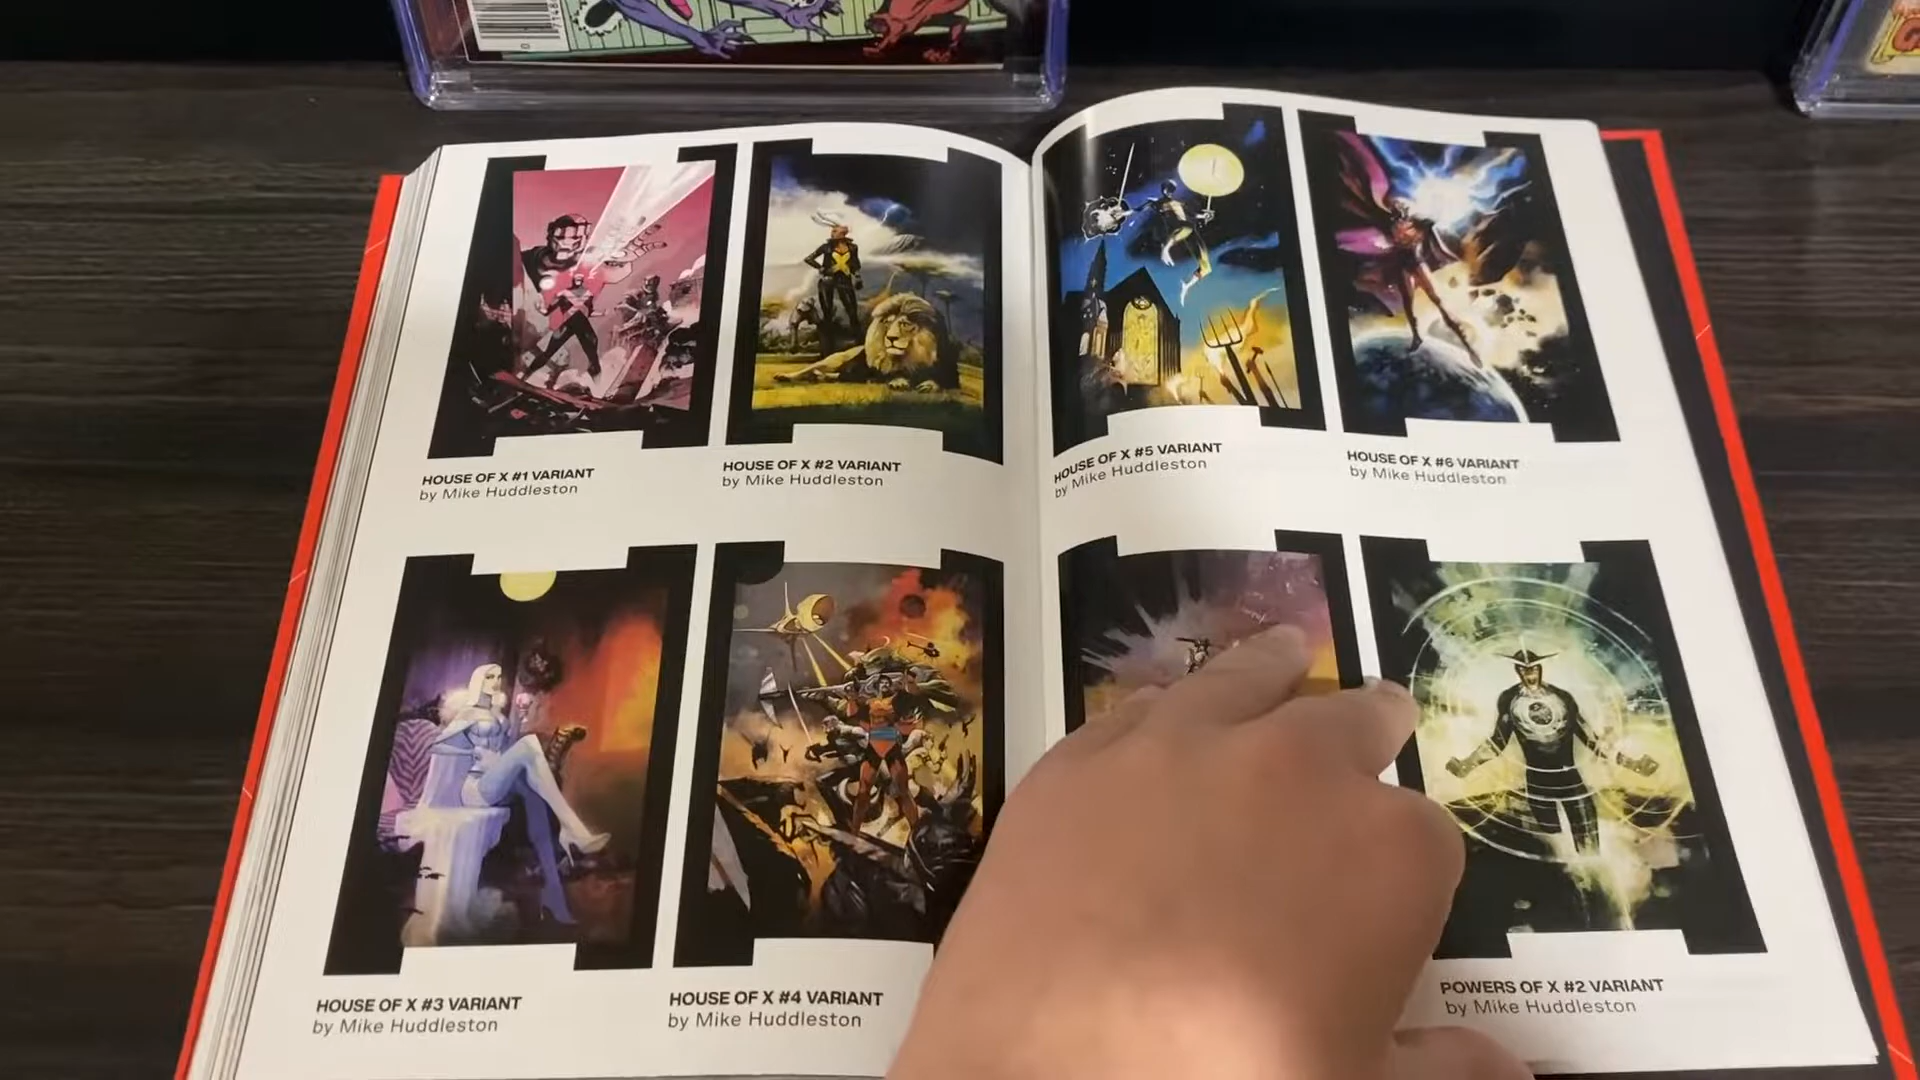 HOUSE OF X #1 VARIANT
by Mike Huddleston
HOUSE OF X #2 VARIANT
by Mike Huddleston
HOUSE OF X #5 VARIANT
by Mike Huddleston
HOUSE OF X #6 VARIANT
by Mike Huddleston
HOUSE OF X #3 VARIANT
by Mike Huddleston
HOUSE OF X #4 VARIANT
by Mike Huddleston
POWERS OF X #2 VARIANT
by Mike Huddleston